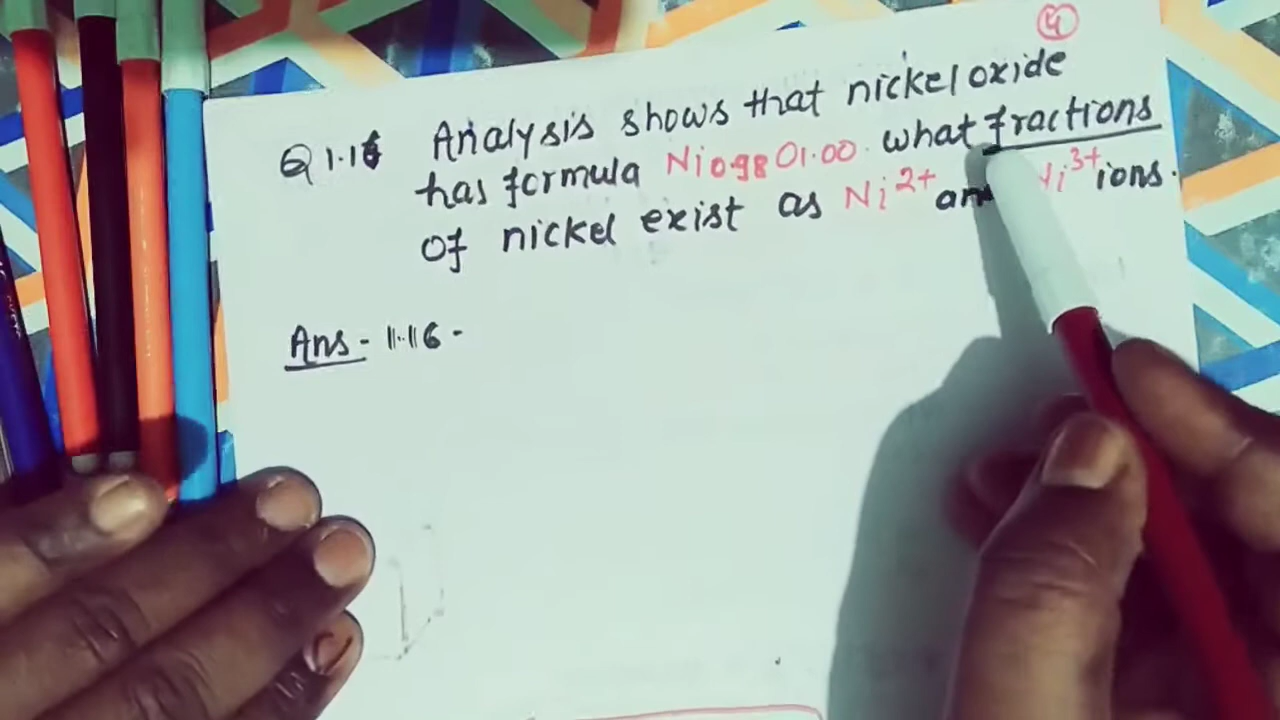 4
Q 1.16 Analysis shows that nickel oxide
has formula Ni0.98O1.00. what fractions
of nickel exist as Ni2+ and Ni3+ ions.
Ans - 1.16 -